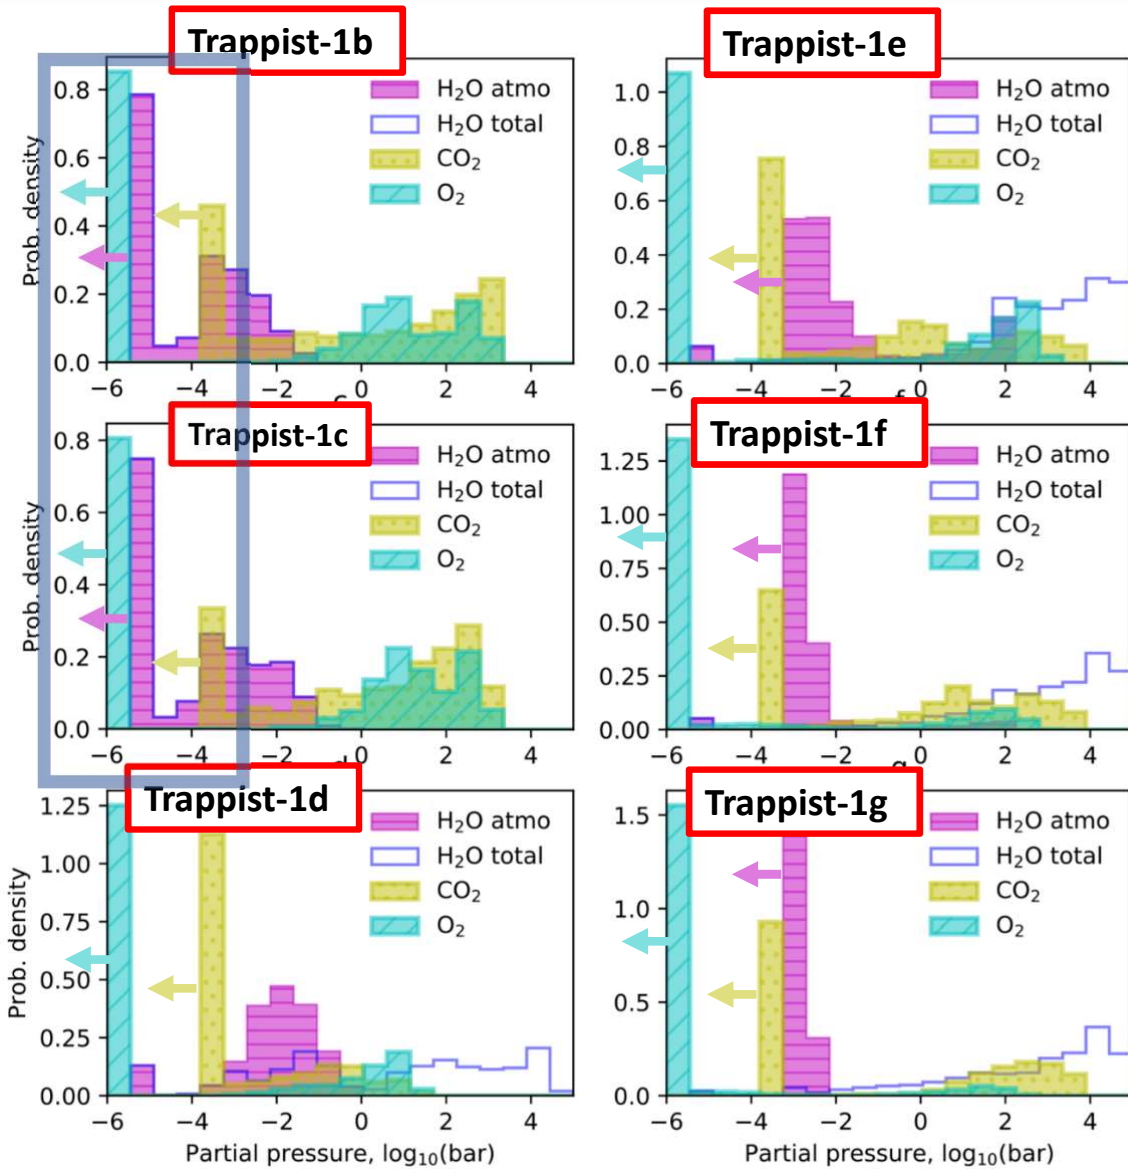 Trappist-1b
Prob. density
0.8
0.6
0.4
0.2
0.0
H₂O atmo
H₂O total
CO₂
O₂
−6
−4
−2
0
2
4
Trappist-1e
1.0
0.8
0.6
0.4
0.2
0.0
H₂O atmo
H₂O total
CO₂
O₂
−6
−4
−2
0
2
4
Trappist-1c
Prob. density
0.8
0.6
0.4
0.2
0.0
H₂O atmo
H₂O total
CO₂
O₂
−6
−4
−2
0
2
4
Trappist-1f
1.25
1.00
0.75
0.50
0.25
0.00
H₂O atmo
H₂O total
CO₂
O₂
−6
−4
−2
0
2
4
Trappist-1d
Prob. density
1.25
1.00
0.75
0.50
0.25
0.00
H₂O atmo
H₂O total
CO₂
O₂
−6
−4
−2
0
2
4
Partial pressure, log₁₀(bar)
Trappist-1g
1.5
1.0
0.5
0.0
H₂O atmo
H₂O total
CO₂
O₂
−6
−4
−2
0
2
4
Partial pressure, log₁₀(bar)